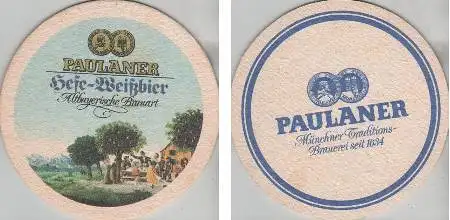 PAULANER
Hefe-Weißbier
Altbayerische Brauart
PAULANER
Münchner Traditions-
Brauerei seit 1634